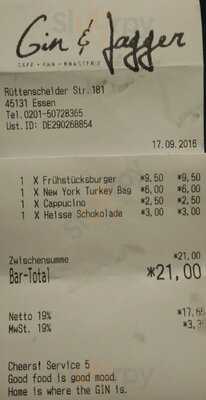 Gin & Jagger
CAFE • BAR • ROASTERY
Rüttenscheider Str.181
45131 Essen
Tel.0201-50728365
Ust.ID: DE290268854
17.09.2016
1 X Frühstücksburger *9,50 *9,50
1 X New York Turkey Bag *6,00 *6,00
1 X Cappucino *2,50 *2,50
1 X Heisse Schokolade *3,00 *3,00
Zwischensumme *21,00
Bar-Total *21,00
Netto 19%
MwSt. 19%
Cheers! Service 5
Good food is good mood.
Home is where the GIN is.